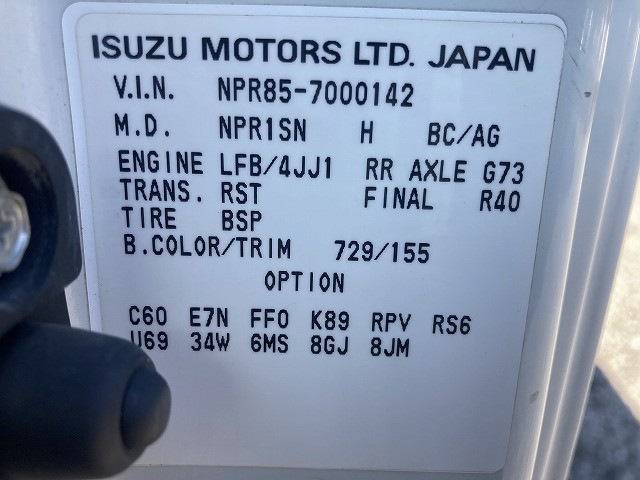 ISUZU MOTORS LTD. JAPAN
V.I.N. NPR85-7000142
M.D. NPR1SN H BC/AG
ENGINE LFB/4JJ1 RR AXLE G73
TRANS. RST FINAL R40
TIRE BSP
B.COLOR/TRIM 729/155
OPTION
C60 E7N FFO K89 RPV RS6
U69 34W 6MS 8GJ 8JM